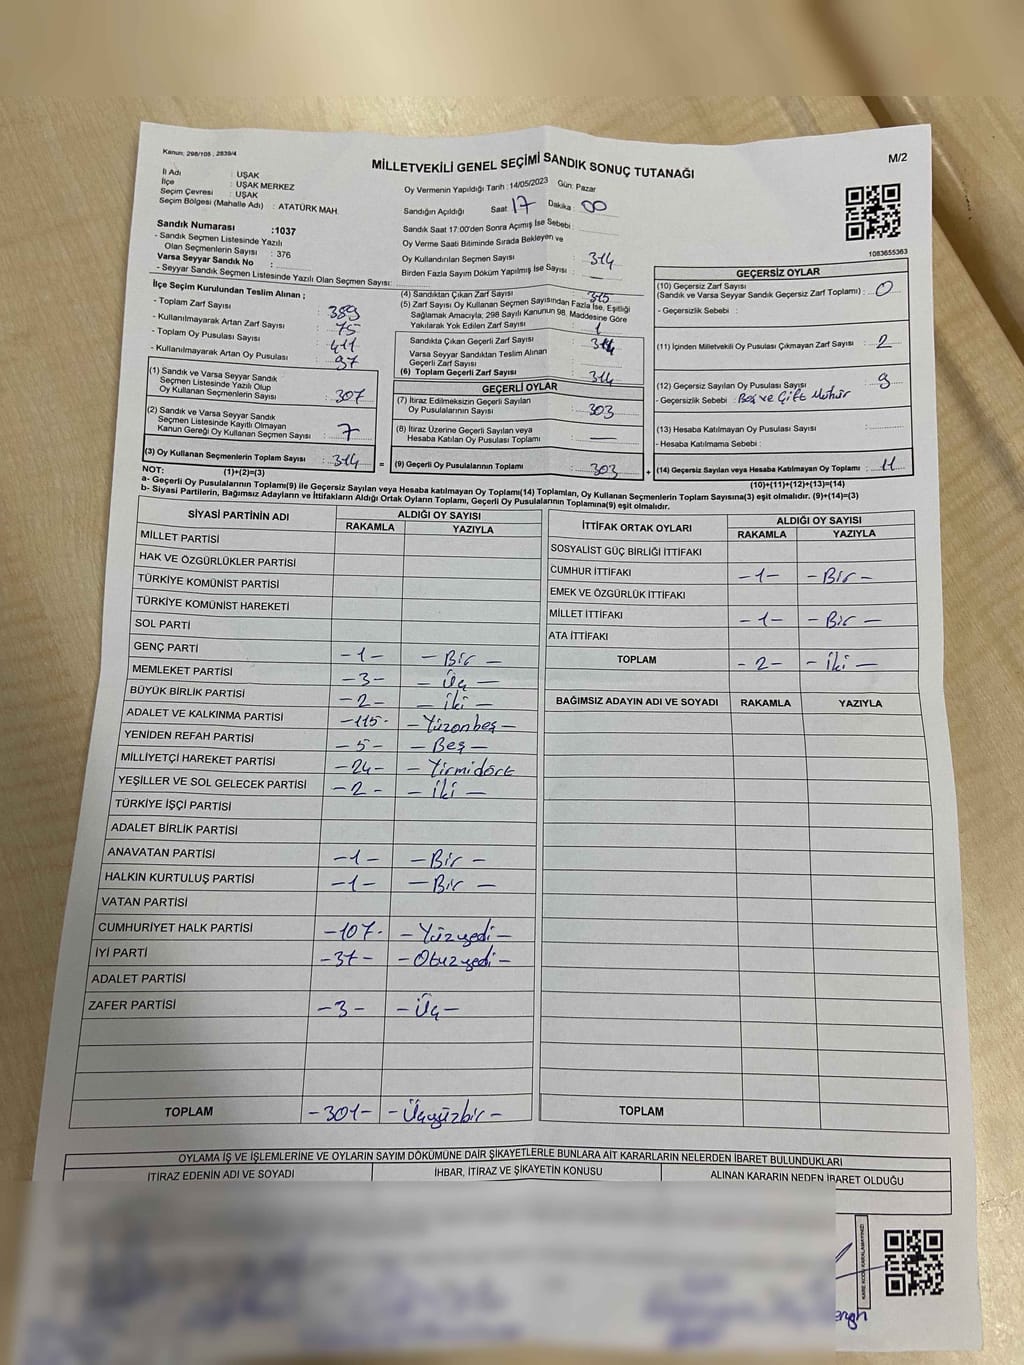 Kanun: 298/105 , 2839/4
MİLLETVEKİLİ GENEL SEÇİMİ SANDIK SONUÇ TUTANAĞI
M/2
İl Adı : UŞAK
İlçe : UŞAK MERKEZ
Seçim Çevresi : UŞAK
Seçim Bölgesi (Mahalle Adı) : ATATÜRK MAH.
Sandık Numarası :1037
- Sandık Seçmen Listesinde Yazılı
Olan Seçmenlerin Sayısı : 376
Varsa Seyyar Sandık No :
- Seyyar Sandık Seçmen Listesinde Yazılı Olan Seçmen Sayısı:
Oy Vermenin Yapıldığı Tarih :14/05/2023 Gün: Pazar
Sandığın Açıldığı Saat 17 Dakika : 00
Sandık Saat 17:00'den Sonra Açımış İse Sebebi :
Oy Verme Saati Bitiminde Sırada Bekleyen ve
Oy Kullandırılan Seçmen Sayısı : 314
Birden Fazla Sayım Döküm Yapılmış İse Sayısı : —
1083655363
İlçe Seçim Kurulundan Teslim Alınan ;
- Toplam Zarf Sayısı : 389
- Kullanılmayarak Artan Zarf Sayısı : 75
- Toplam Oy Pusulası Sayısı : 411
- Kullanılmayarak Artan Oy Pusulası : 97
(1) Sandık ve Varsa Seyyar Sandık
Seçmen Listesinde Yazılı Olup
Oy Kullanan Seçmenlerin Sayısı : 307
(2) Sandık ve Varsa Seyyar Sandık
Seçmen Listesinde Kayıtlı Olmayan
Kanun Gereği Oy Kullanan Seçmen Sayısı : 7
(3) Oy Kullanan Seçmenlerin Toplam Sayısı : 314
(1)+(2)=(3)
(4) Sandıktan Çıkan Zarf Sayısı : 315
(5) Zarf Sayısı Oy Kullanan Seçmen Sayısından Fazla İse, Eşitliği
Sağlamak Amacıyla; 298 Sayılı Kanunun 98. Maddesine Göre
Yakılarak Yok Edilen Zarf Sayısı : 1
Sandıkta Çıkan Geçerli Zarf Sayısı : 314
Varsa Seyyar Sandıktan Teslim Alınan
Geçerli Zarf Sayısı :
(6) Toplam Geçerli Zarf Sayısı : 314
GEÇERLİ OYLAR
(7) İtiraz Edilmeksizin Geçerli Sayılan
Oy Pusulalarının Sayısı : 303
(8) İtiraz Üzerine Geçerli Sayılan veya
Hesaba Katılan Oy Pusulası Toplamı : —
= (9) Geçerli Oy Pusulalarının Toplamı : 303
GEÇERSİZ OYLAR
(10) Geçersiz Zarf Sayısı
(Sandık ve Varsa Seyyar Sandık Geçersiz Zarf Toplamı) : 0
- Geçersizlik Sebebi :
(11) İçinden Milletvekili Oy Pusulası Çıkmayan Zarf Sayısı : 2
(12) Geçersiz Sayılan Oy Pusulası Sayısı : 9
- Geçersizlik Sebebi : Boş ve Çift Mühür
(13) Hesaba Katılmayan Oy Pusulası Sayısı :
- Hesaba Katılmama Sebebi :
+ (14) Geçersiz Sayılan veya Hesaba Katılmayan Oy Toplamı : 11
(10)+(11)+(12)+(13)=(14)
NOT:
a- Geçerli Oy Pusulalarının Toplamı(9) ile Geçersiz Sayılan veya Hesaba Katılmayan Oy Toplamı(14) Toplamları, Oy Kullanan Seçmenlerin Toplam Sayısına(3) eşit olmalıdır. (9)+(14)=(3)
b- Siyasi Partilerin, Bağımsız Adayların ve İttifakların Aldığı Ortak Oyların Toplamı, Geçerli Oy Pusulalarının Toplamına(9) eşit olmalıdır.
SİYASİ PARTİNİN ADI ALDIĞI OY SAYISI
RAKAMLA YAZIYLA
MİLLET PARTİSİ
HAK VE ÖZGÜRLÜKLER PARTİSİ
TÜRKİYE KOMÜNİST PARTİSİ
TÜRKİYE KOMÜNİST HAREKETİ
SOL PARTİ
GENÇ PARTİ -1- -Bir-
MEMLEKET PARTİSİ -3- -Üç-
BÜYÜK BİRLİK PARTİSİ -2- -İki-
ADALET VE KALKINMA PARTİSİ -115- -Yüzonbeş-
YENİDEN REFAH PARTİSİ -5- -Beş-
MİLLİYETÇİ HAREKET PARTİSİ -24- -Yirmidört
YEŞİLLER VE SOL GELECEK PARTİSİ -2- -İki-
TÜRKİYE İŞÇİ PARTİSİ
ADALET BİRLİK PARTİSİ
ANAVATAN PARTİSİ -1- -Bir-
HALKIN KURTULUŞ PARTİSİ -1- -Bir-
VATAN PARTİSİ
CUMHURİYET HALK PARTİSİ -107- -Yüzyedi-
İYİ PARTİ -37- -Otuzyedi-
ADALET PARTİSİ
ZAFER PARTİSİ -3- -Üç-
TOPLAM -301- -Üçyüzbir-
İTTİFAK ORTAK OYLARI ALDIĞI OY SAYISI
RAKAMLA YAZIYLA
SOSYALİST GÜÇ BİRLİĞİ İTTİFAKI
CUMHUR İTTİFAKI -1- -Bir-
EMEK VE ÖZGÜRLÜK İTTİFAKI
MİLLET İTTİFAKI -1- -Bir-
ATA İTTİFAKI
TOPLAM -2- -İki-
BAĞIMSIZ ADAYIN ADI VE SOYADI RAKAMLA YAZIYLA
TOPLAM
OYLAMA İŞ VE İŞLEMLERİNE VE OYLARIN SAYIM DÖKÜMÜNE DAİR ŞİKAYETLERLE BUNLARA AİT KARARLARIN NELERDEN İBARET BULUNDUKLARI
İTİRAZ EDENİN ADI VE SOYADI İHBAR, İTİRAZ VE ŞİKAYETİN KONUSU ALINAN KARARIN NEDEN İBARET OLDUĞU